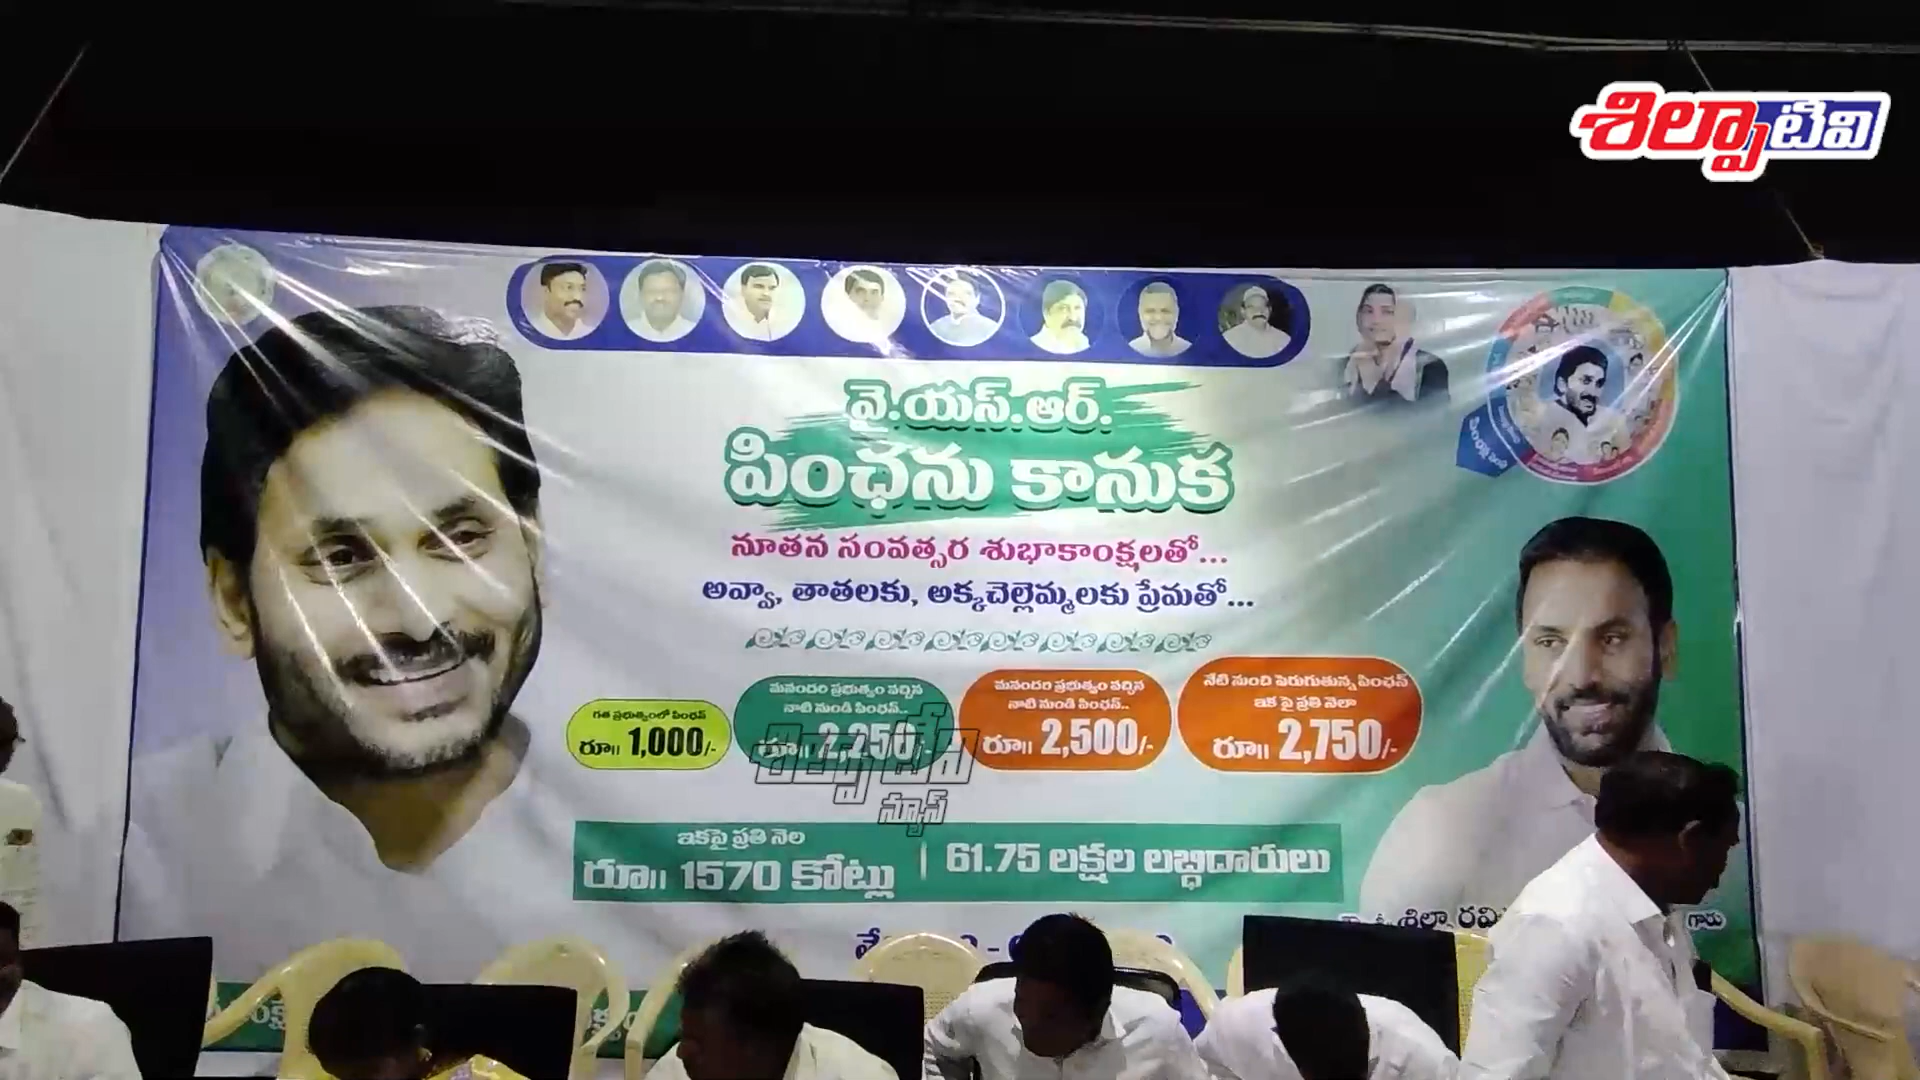 శిల్పాటీవి
వై.యస్.ఆర్.
పింఛను కానుక
నూతన సంవత్సర శుభాకాంక్షలతో...
అవ్వా, తాతలకు, అక్కచెల్లెమ్మలకు ప్రేమతో...
గత ప్రభుత్వంలో పింఛన్
రూ॥ 1,000/-
మనందరి ప్రభుత్వం వచ్చిన
నాటి నుండి పింఛన్..
రూ॥ 2,250/-
మనందరి ప్రభుత్వం వచ్చిన
నాటి నుండి పింఛన్..
రూ॥ 2,500/-
నేటి నుంచి పెరుగుతున్న పింఛన్
ఇక పై ప్రతి నెలా
రూ॥ 2,750/-
శిల్పాటీవి
న్యూస్
ఇకపై ప్రతి నెల
రూ॥ 1570 కోట్లు
61.75 లక్షల లబ్ధిదారులు
శిల్పా రవి
గారు